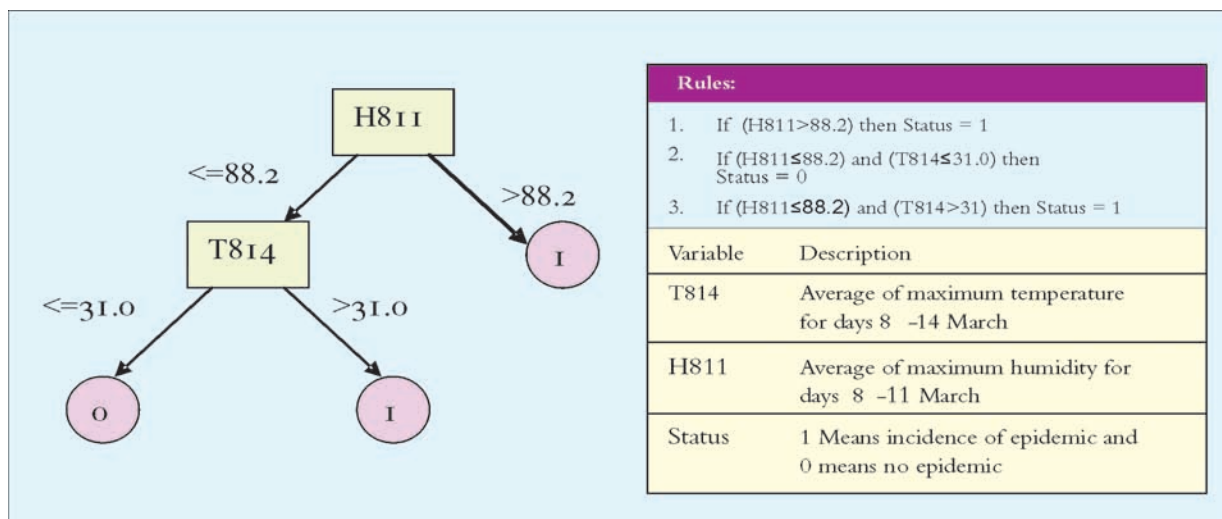 H811
<=88.2
>88.2
T814
1
<=31.0
>31.0
0
1
Rules:
1. If (H811>88.2) then Status = 1
2. If (H811≤88.2) and (T814≤31.0) then
Status = 0
3. If (H811≤88.2) and (T814>31) then Status = 1
Variable Description
T814 Average of maximum temperature
for days 8 -14 March
H811 Average of maximum humidity for
days 8 -11 March
Status 1 Means incidence of epidemic and
0 means no epidemic